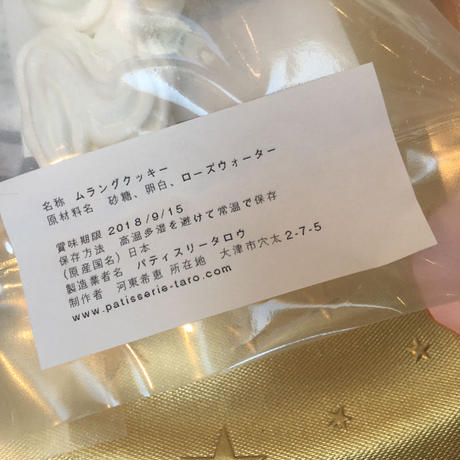 名称 ムラングクッキー
原材料名 砂糖、卵白、ローズウォーター
賞味期限 2018/9/15
保存方法 高温多湿を避けて常温で保存
(原産国名) 日本
製造業者名 パティスリータロウ
制作者 河東希恵 所在地 大津市穴太2-7-5
www.patisserie-taro.com